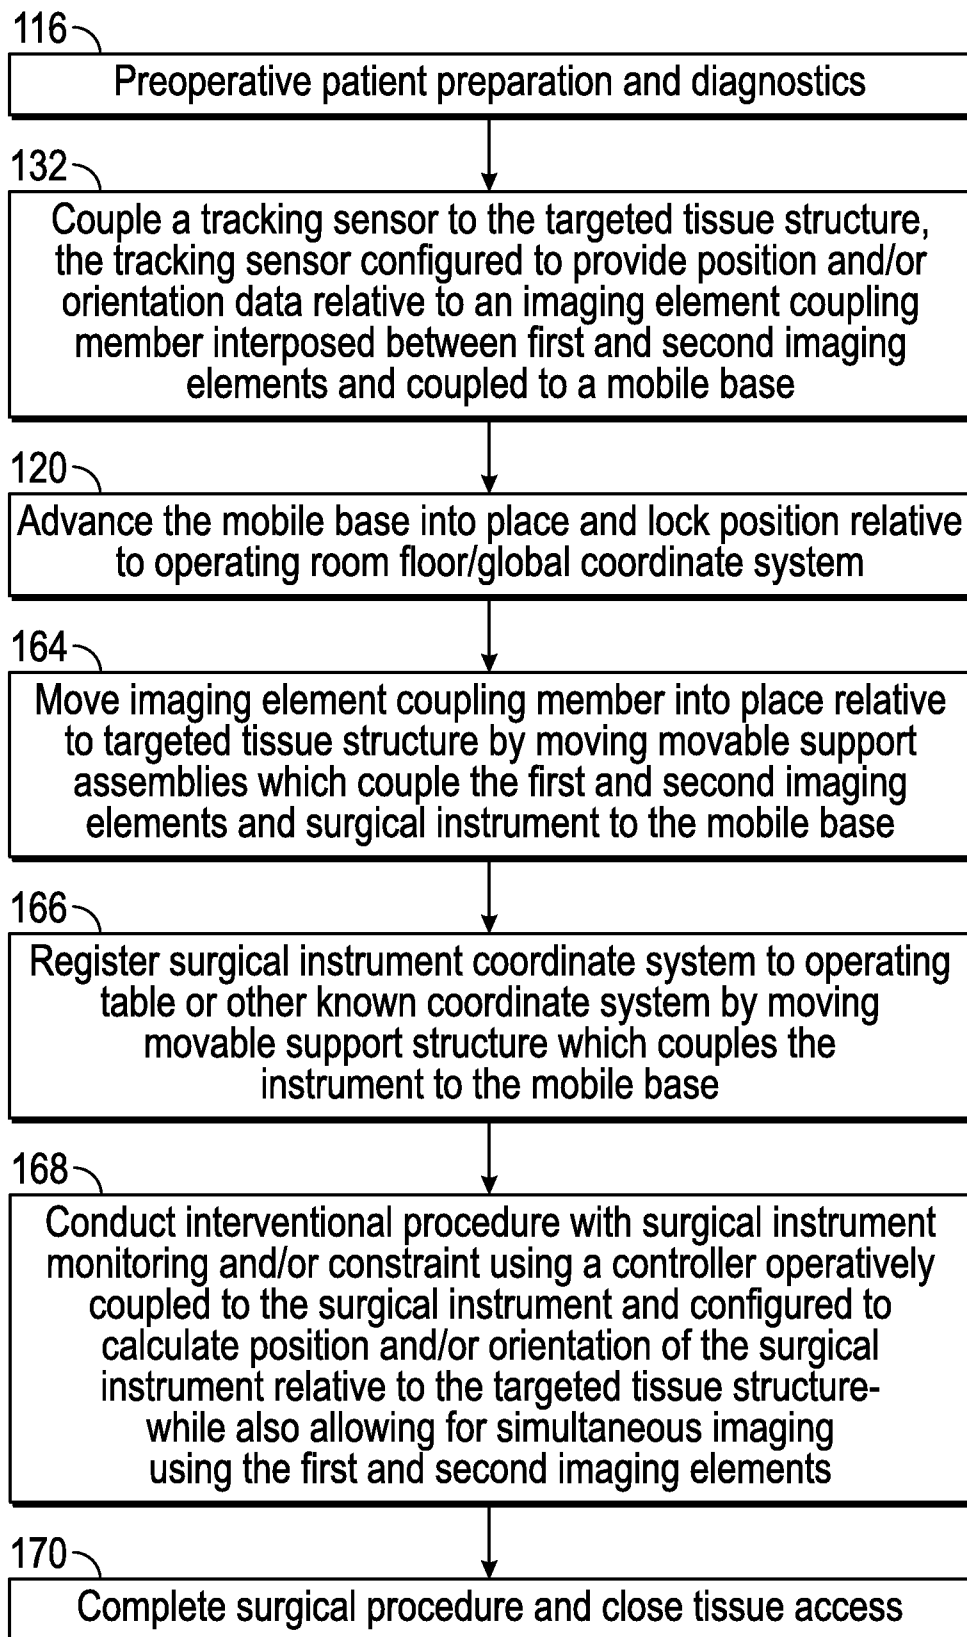 116
Preoperative patient preparation and diagnostics
132
Couple a tracking sensor to the targeted tissue structure,
the tracking sensor configured to provide position and/or
orientation data relative to an imaging element coupling
member interposed between first and second imaging
elements and coupled to a mobile base
120
Advance the mobile base into place and lock position relative
to operating room floor/global coordinate system
164
Move imaging element coupling member into place relative
to targeted tissue structure by moving movable support
assemblies which couple the first and second imaging
elements and surgical instrument to the mobile base
166
Register surgical instrument coordinate system to operating
table or other known coordinate system by moving
movable support structure which couples the
instrument to the mobile base
168
Conduct interventional procedure with surgical instrument
monitoring and/or constraint using a controller operatively
coupled to the surgical instrument and configured to
calculate position and/or orientation of the surgical
instrument relative to the targeted tissue structure-
while also allowing for simultaneous imaging
using the first and second imaging elements
170
Complete surgical procedure and close tissue access